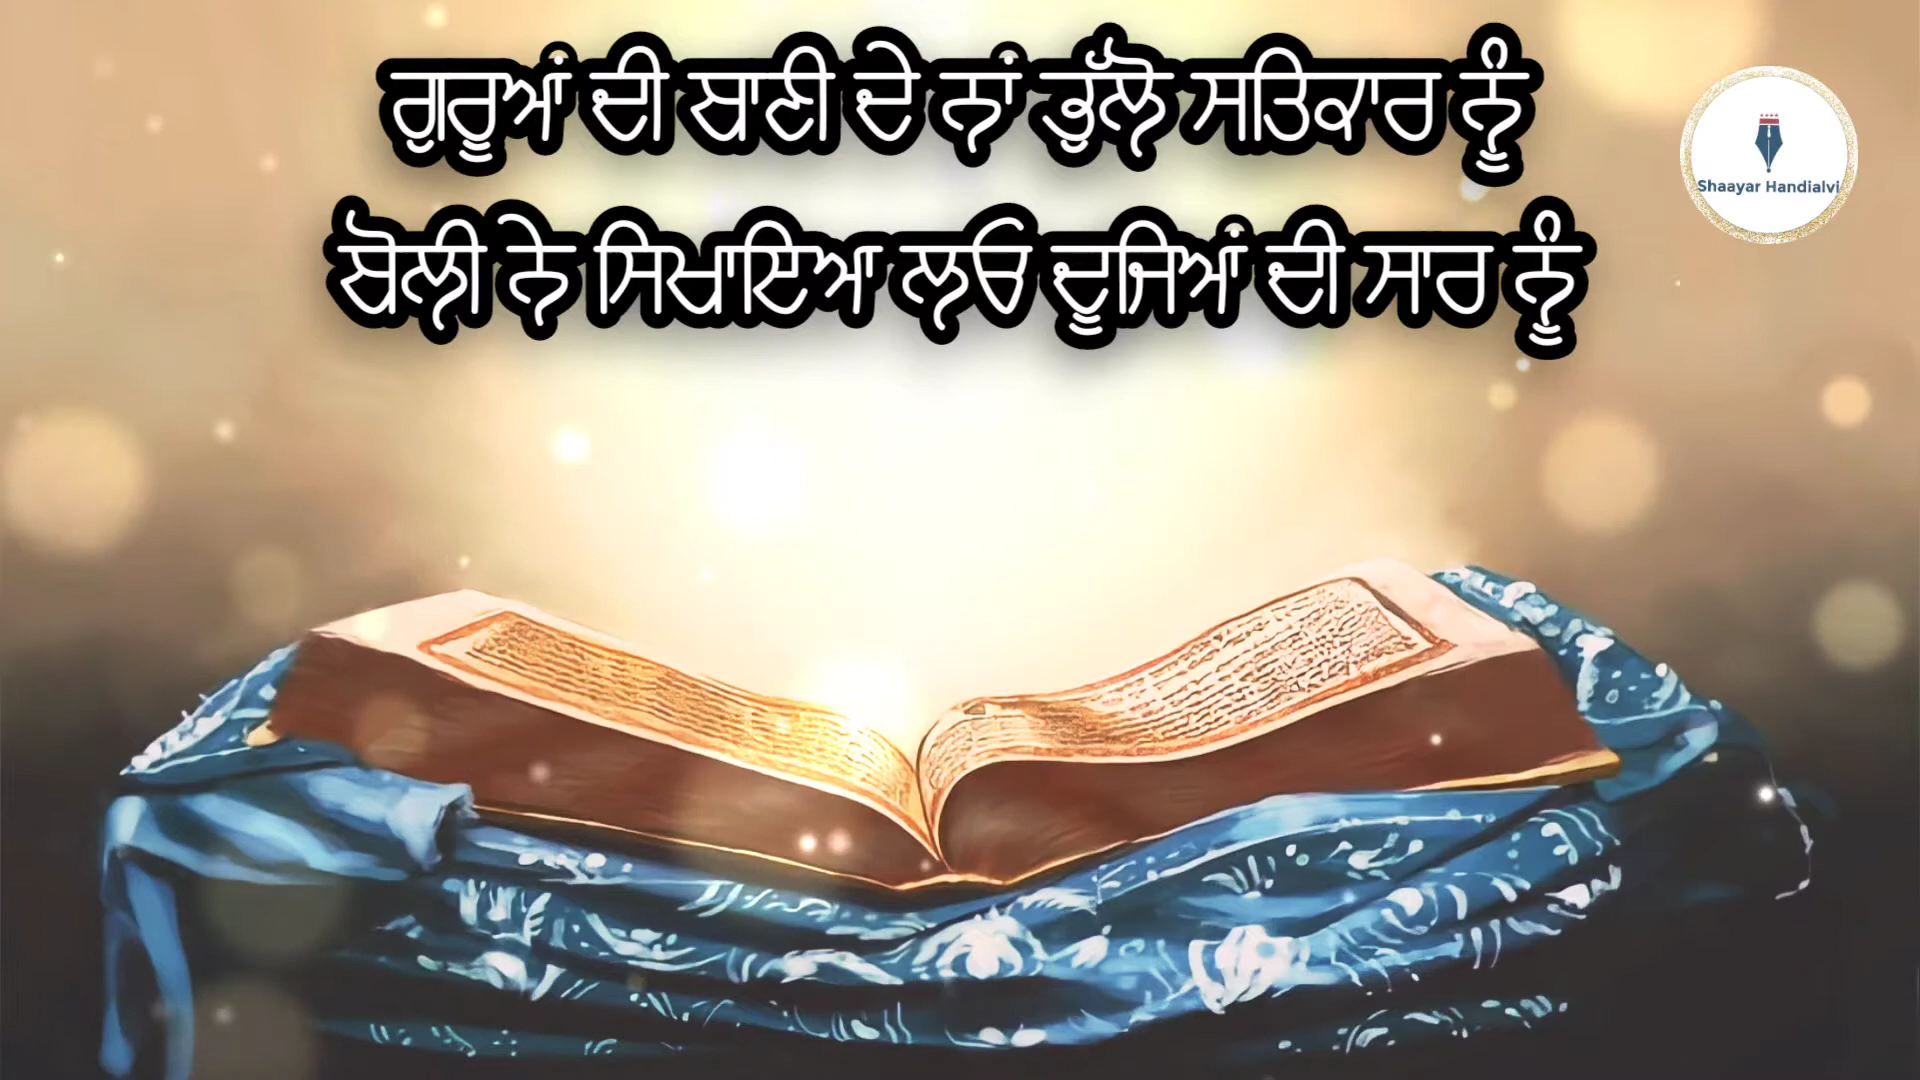 ਗੁਰੂਆਂ ਦੀ ਬਾਣੀ ਦੇ ਨਾਂ ਭੁੱਲੋ ਸਤਿਕਾਰ ਨੂੰ
ਬੋਲੀ ਨੇ ਸਿਖਾਇਆ ਲਓ ਦੂਜਿਆਂ ਦੀ ਸਾਰ ਨੂੰ
Shaayar Handialvi